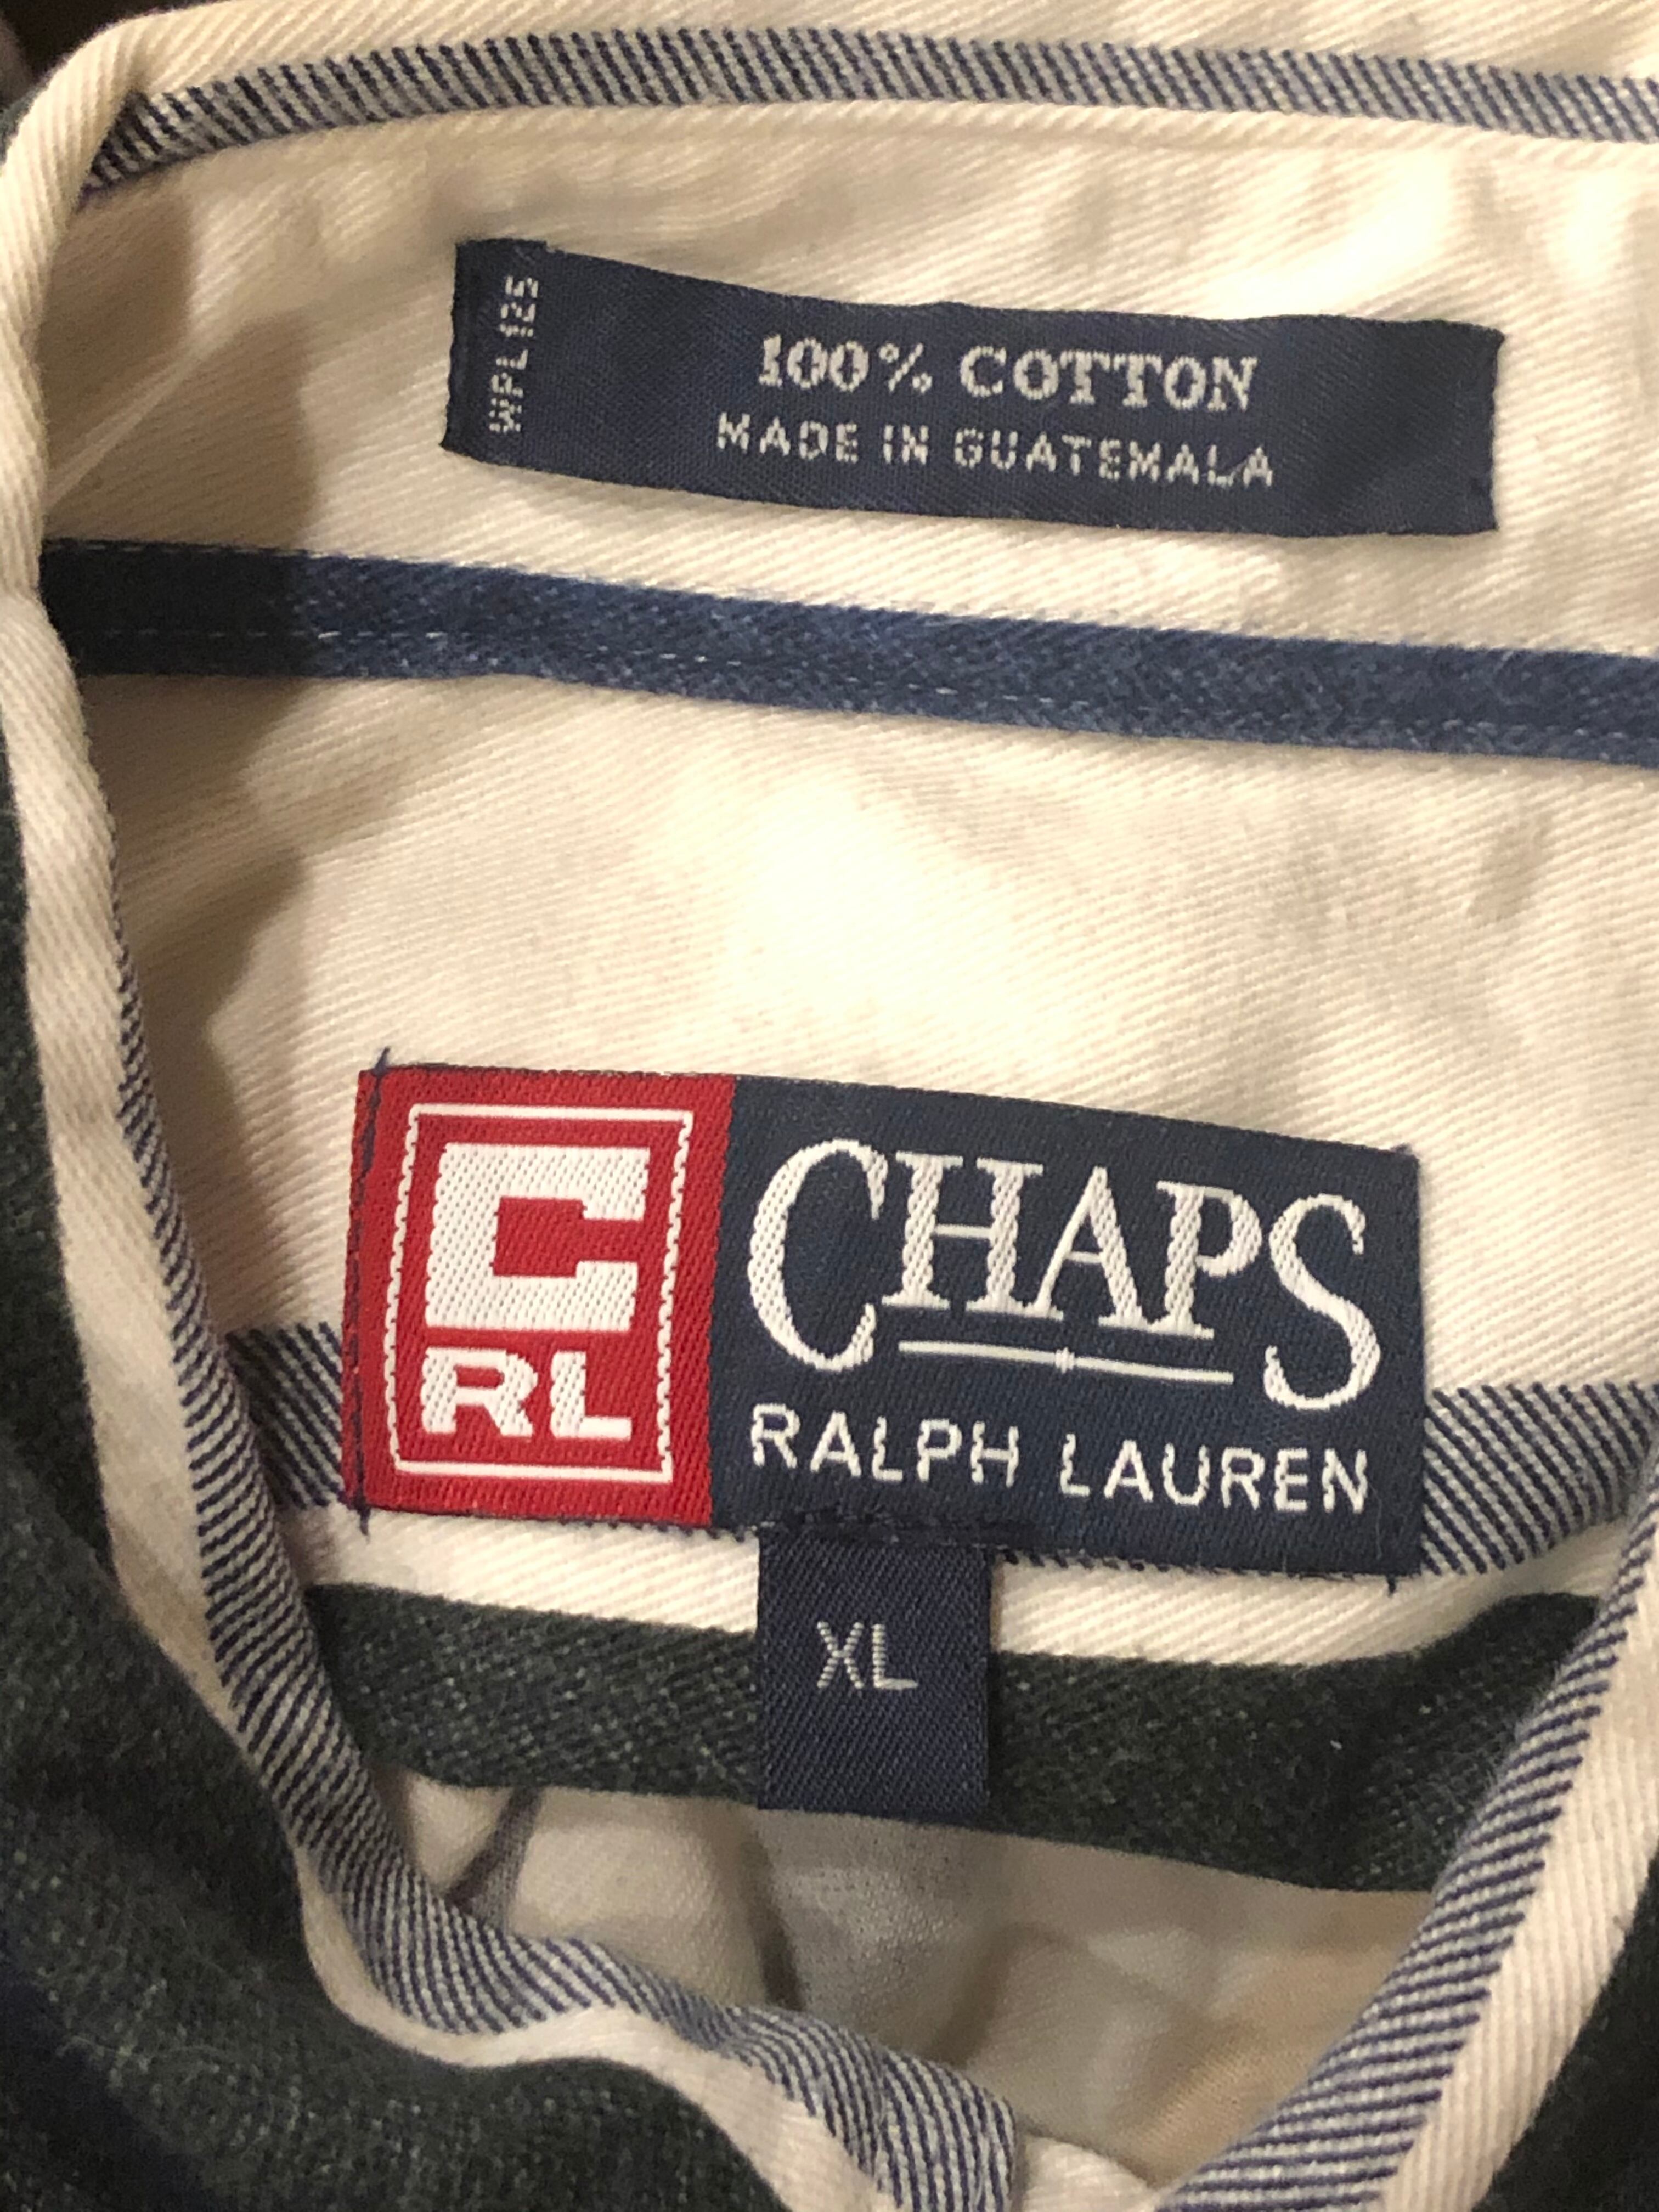 WPL 125
100% COTTON
MADE IN GUATEMALA
C
RL
CHAPS
RALPH LAUREN
XL